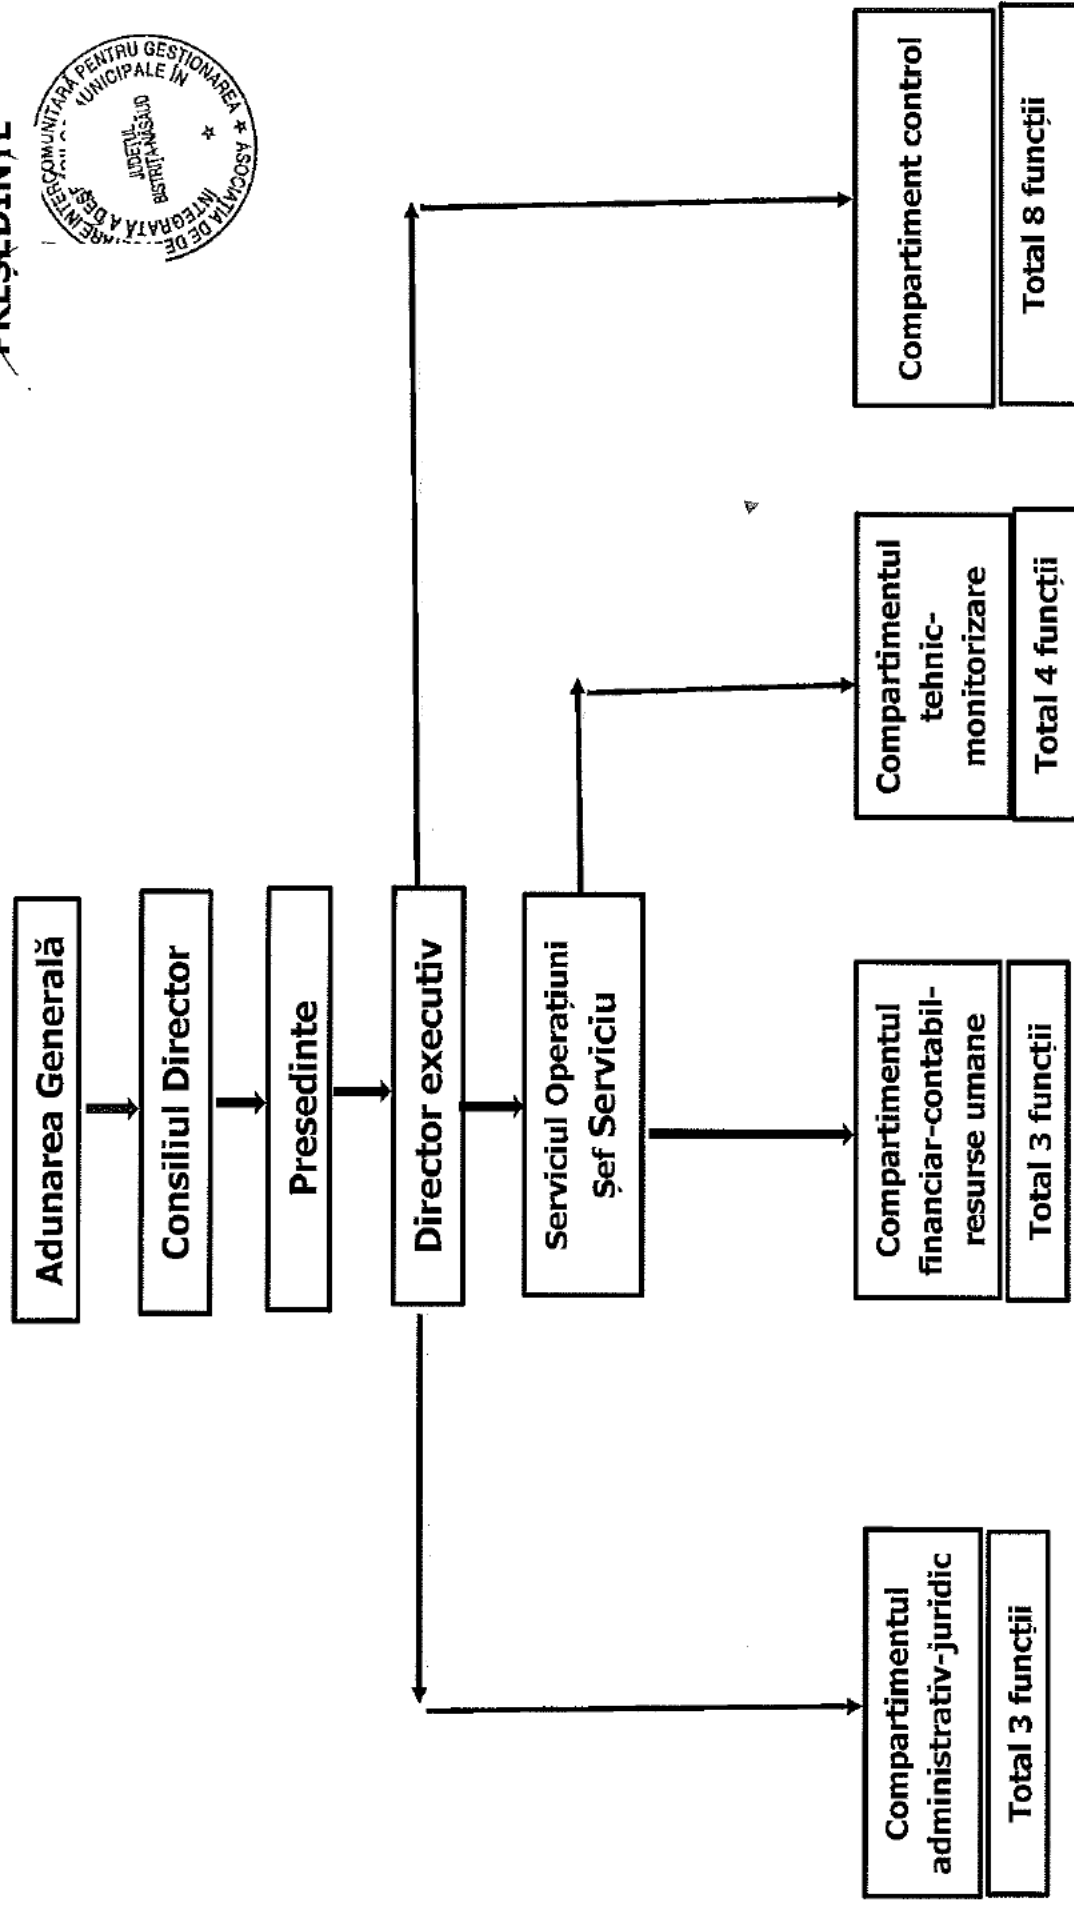 PREȘEDINTE
ASOCIAȚIA DE DE
INTERCOMUNITARĂ PENTRU GESTIONAREA
INTEGRATĂ A DEȘE
MUNICIPALE ÎN
JUDEȚUL
BISTRIȚA-NĂSĂUD
Adunarea Generală
Consiliul Director
Presedinte
Director executiv
Serviciul Operațiuni
Șef Serviciu
Compartimentul
administrativ-juridic
Total 3 funcții
Compartimentul
financiar-contabil-
resurse umane
Total 3 funcții
Compartimentul
tehnic-
monitorizare
Total 4 funcții
Compartiment control
Total 8 funcții